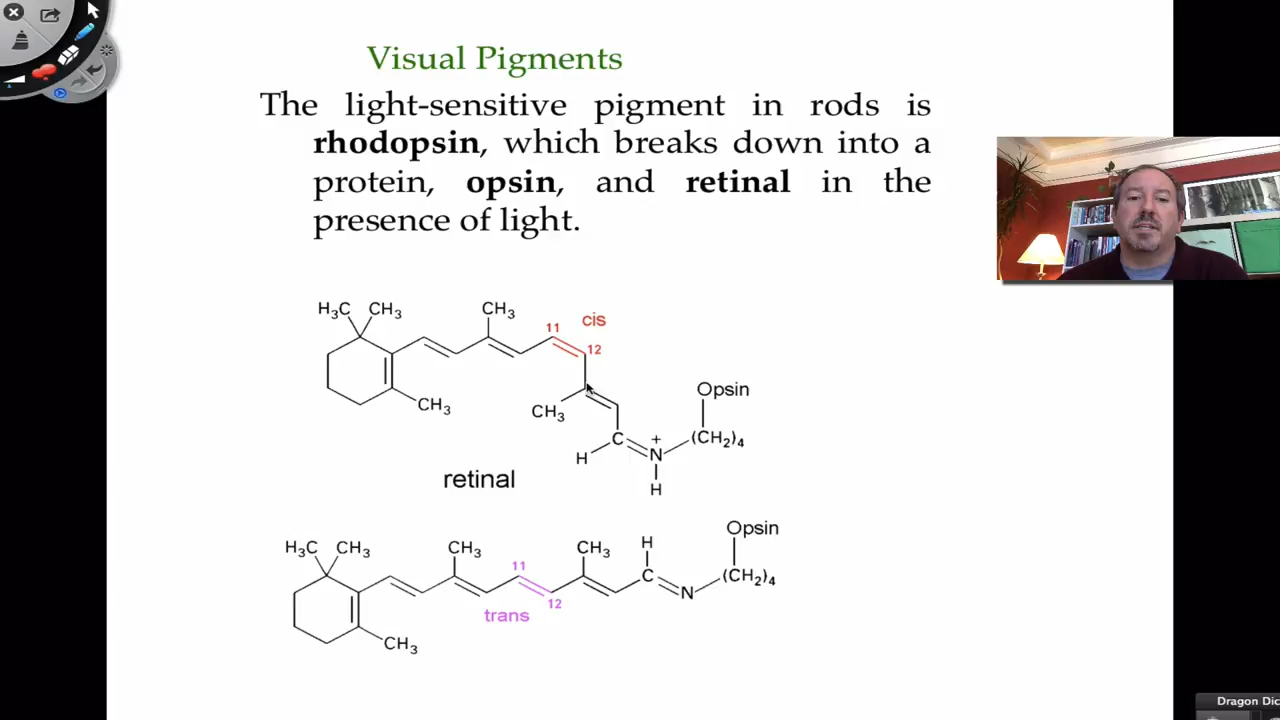 Visual Pigments
The light-sensitive pigment in rods is
rhodopsin, which breaks down into a
protein, opsin, and retinal in the
presence of light.
H₃C CH₃ CH₃ 11 cis
12
Opsin
CH₃ CH₃
C + N (CH₂)₄
H
retinal H
Opsin
H₃C CH₃ CH₃ CH₃ H
11 C (CH₂)₄
N
12
trans
CH₃
Dragon Dic